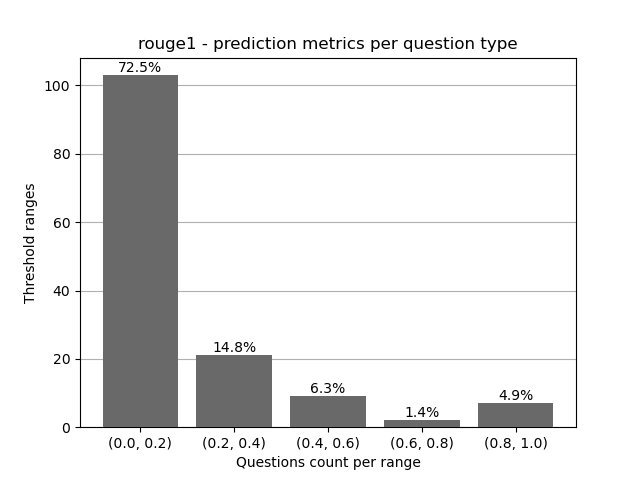 rouge1 - prediction metrics per question type
72.5%
100
80
Threshold ranges
60
40
14.8%
20
6.3%
4.9%
1.4%
0
(0.0, 0.2) (0.2, 0.4) (0.4, 0.6) (0.6, 0.8) (0.8, 1.0)
Questions count per range